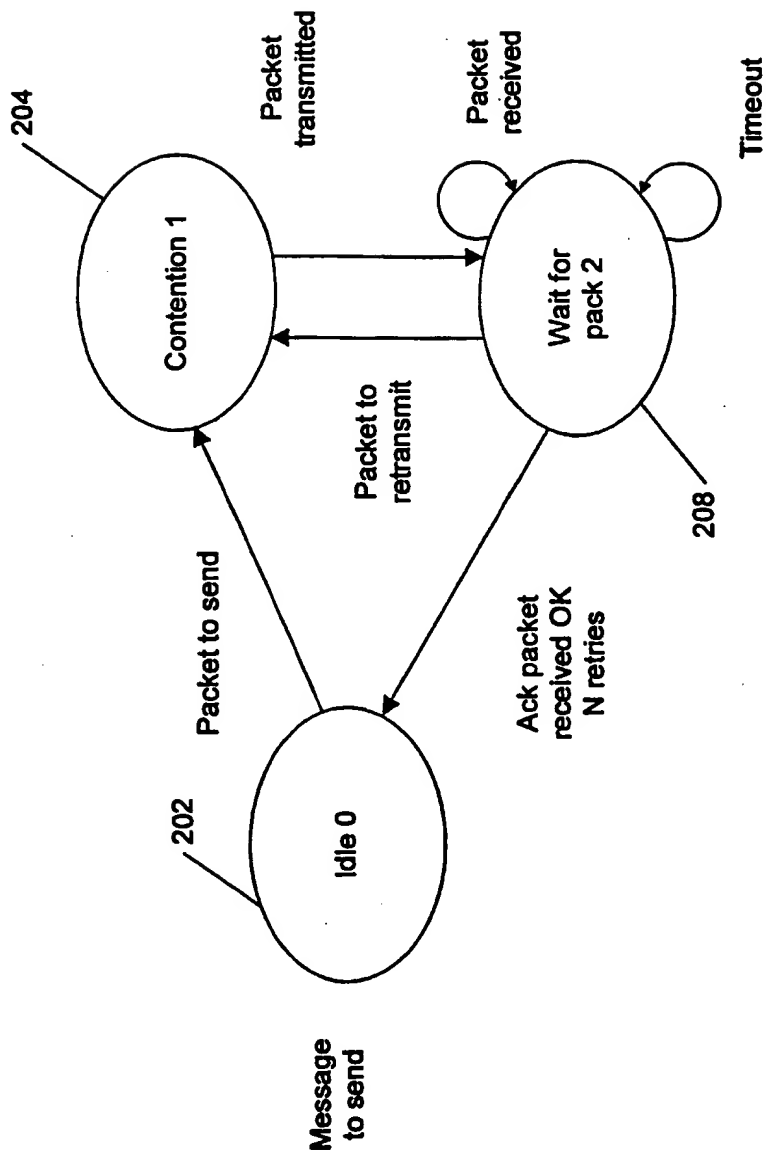 204
Contention 1
Packet
transmitted
Packet to send
Packet to
retransmit
Packet
received
202
Idle 0
Wait for
pack 2
Message
to send
Ack packet
received OK
N retries
208
Timeout